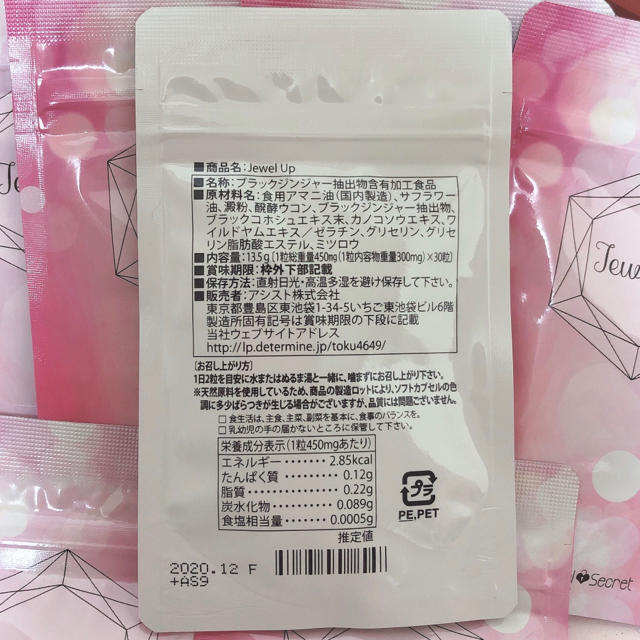 ■商品名：Jewel Up
■名称：ブラックジンジャー抽出物含有加工食品
■原材料名：食用アマニ油（国内製造）、サフラワー
油、澱粉、醗酵ウコン、ブラックジンジャー抽出物、
ブラックコホシュエキス末、カノコソウエキス、ワ
イルドヤムエキス／ゼラチン、グリセリン、グリセ
リン脂肪酸エステル、ミツロウ
■内容量：13.5g（1粒総重量450mg（1粒内容物重量300mg）×30粒）
■賞味期限：枠外下部記載
■保存方法：直射日光・高温多湿を避け保存して下さい。
■販売者：アシスト株式会社
東京都豊島区東池袋1-34-5いちご東池袋ビル6階
製造所固有記号は賞味期限の下段に記載
当社ウェブサイトアドレス
http://lp.determine.jp/toku4649/
〔お召し上がり方〕
1日2粒を目安に水またはぬるま湯と一緒に、噛まずにお召し上がりください。
※天然原料を使用しているため、商品の製造ロットにより、ソフトカプセルの色
調に多少ばらつきが生じる場合がございますが、品質には問題ございません。
□食生活は、主食、主菜、副菜を基本に、食事のバランスを。
□乳幼児の手の届かないところに保管して下さい。
栄養成分表示（1粒450mgあたり）
エネルギー・・・・・・・・2.85kcal
たんぱく質・・・・・・・・0.12g
脂質・・・・・・・・・・・・0.22g
炭水化物・・・・・・・・・0.089g
食塩相当量・・・・・・・0.0005g
推定値
プラ
PE,PET
2020.12 F
+AS9
Jew
Secret